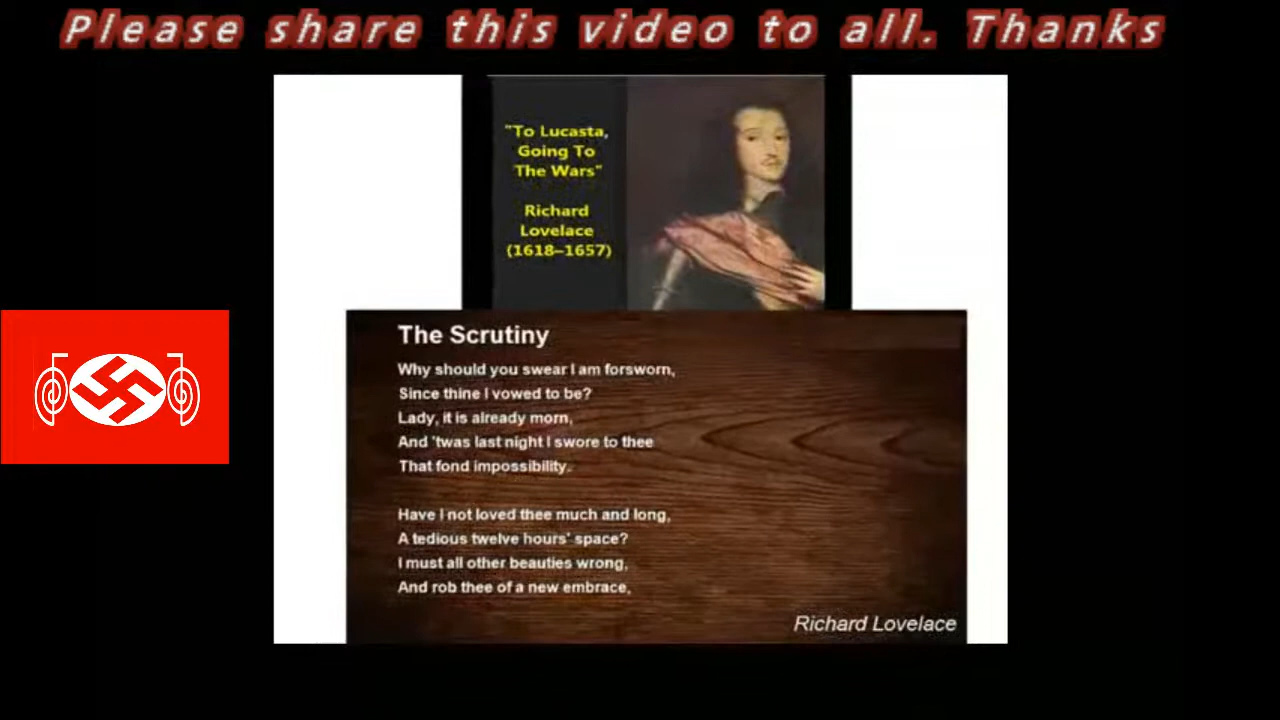 Please share this video to all. Thanks
"To Lucasta,
Going To
The Wars"
Richard
Lovelace
(1618–1657)
The Scrutiny
Why should you swear I am forsworn,
Since thine I vowed to be?
Lady, it is already morn,
And 'twas last night I swore to thee
That fond impossibility.
Have I not loved thee much and long,
A tedious twelve hours' space?
I must all other beauties wrong,
And rob thee of a new embrace,
Richard Lovelace